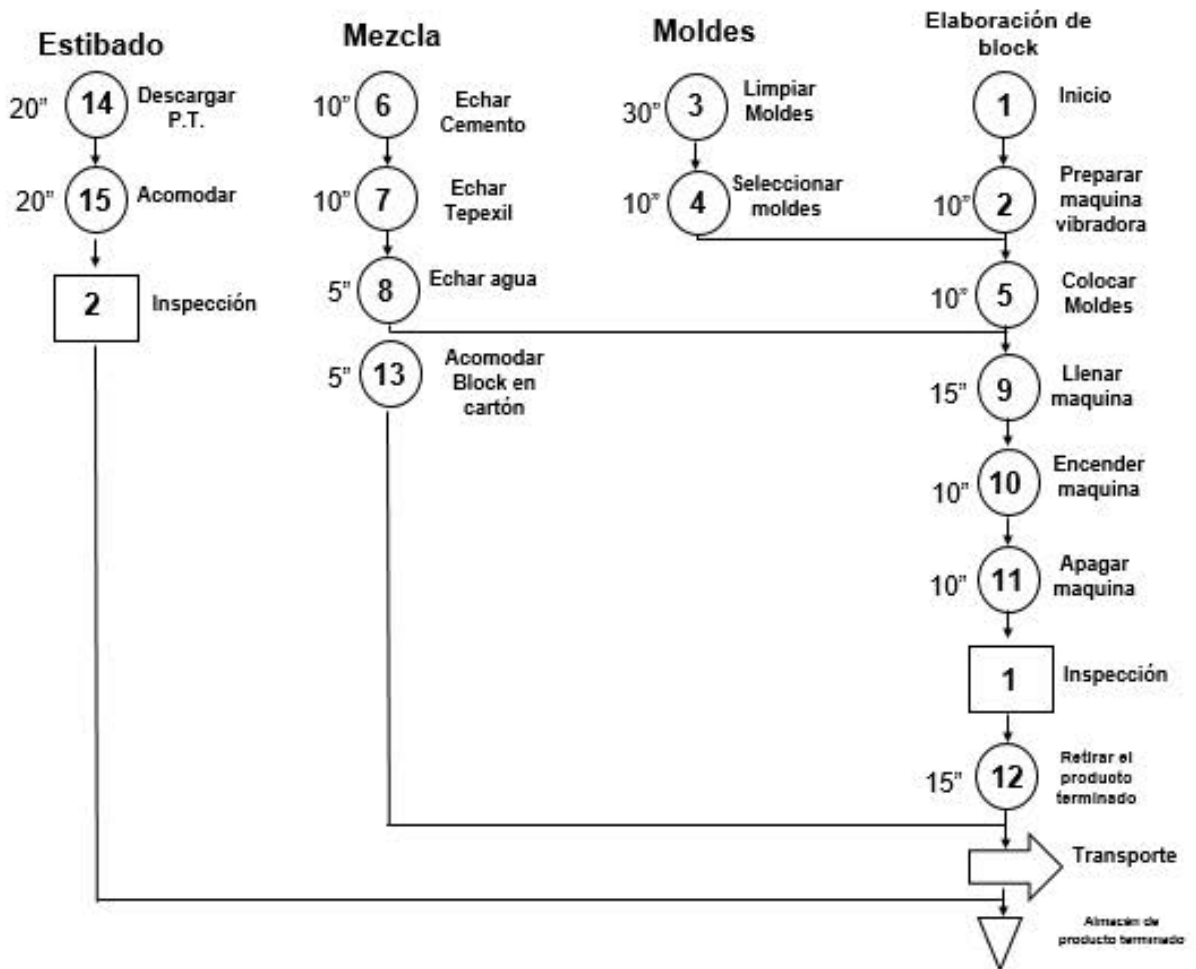 Estibado
20”
14
Descargar
P.T.
20”
15
Acomodar
2
Inspección
Mezcla
10”
6
Echar
Cemento
10”
7
Echar
Tepexil
5”
8
Echar agua
5”
13
Acomodar
Block en
cartón
Moldes
30”
3
Limpiar
Moldes
10”
4
Seleccionar
moldes
Elaboración de
block
1
Inicio
10”
2
Preparar
maquina
vibradora
10”
5
Colocar
Moldes
15”
9
Llenar
maquina
10”
10
Encender
maquina
10”
11
Apagar
maquina
1
Inspección
15”
12
Retirar el
producto
terminado
Transporte
Almacén de
producto terminado